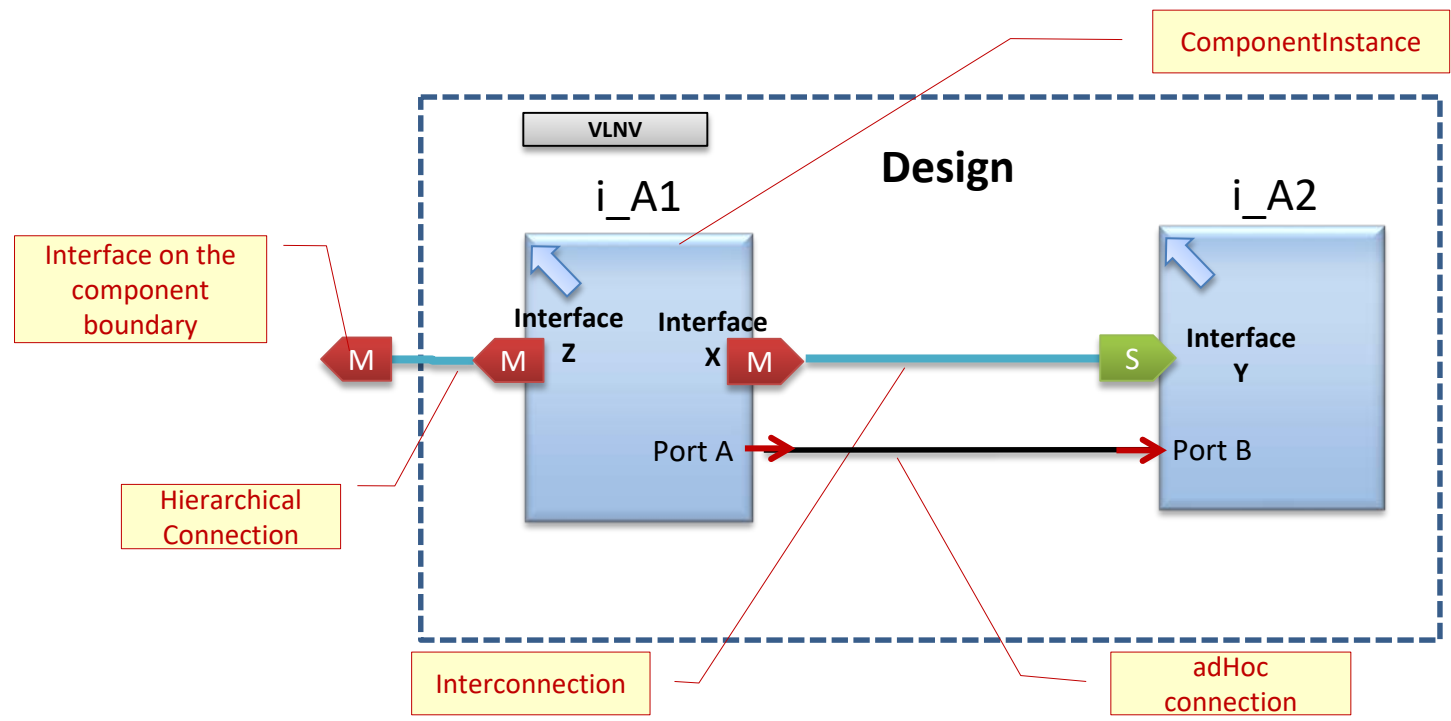 ComponentInstance
VLNV
Design
i_A1
i_A2
Interface on the
component
boundary
Interface
Z
Interface
X
Interface
Y
M
M
M
S
Port A
Port B
Hierarchical
Connection
Interconnection
adHoc
connection